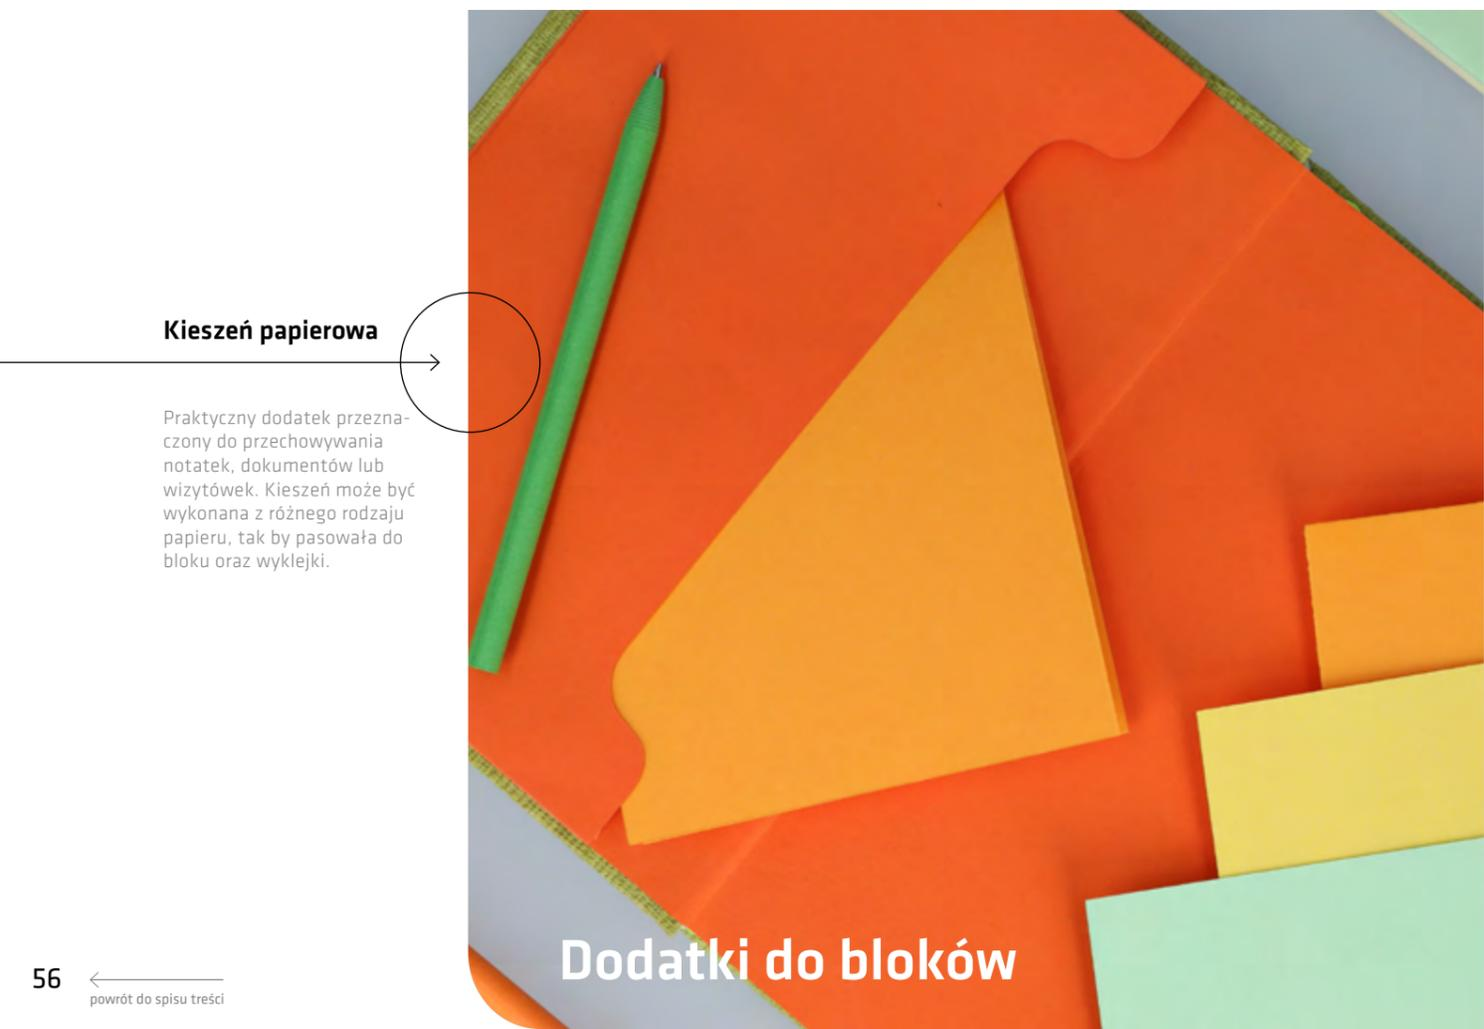 Kieszeń papierowa
Praktyczny dodatek przezna-
czony do przechowywania
notatek, dokumentów lub
wizytówek. Kieszeń może być
wykonana z różnego rodzaju
papieru, tak by pasowała do
bloku oraz wyklejki.
Dodatki do bloków
56
powrót do spisu treści